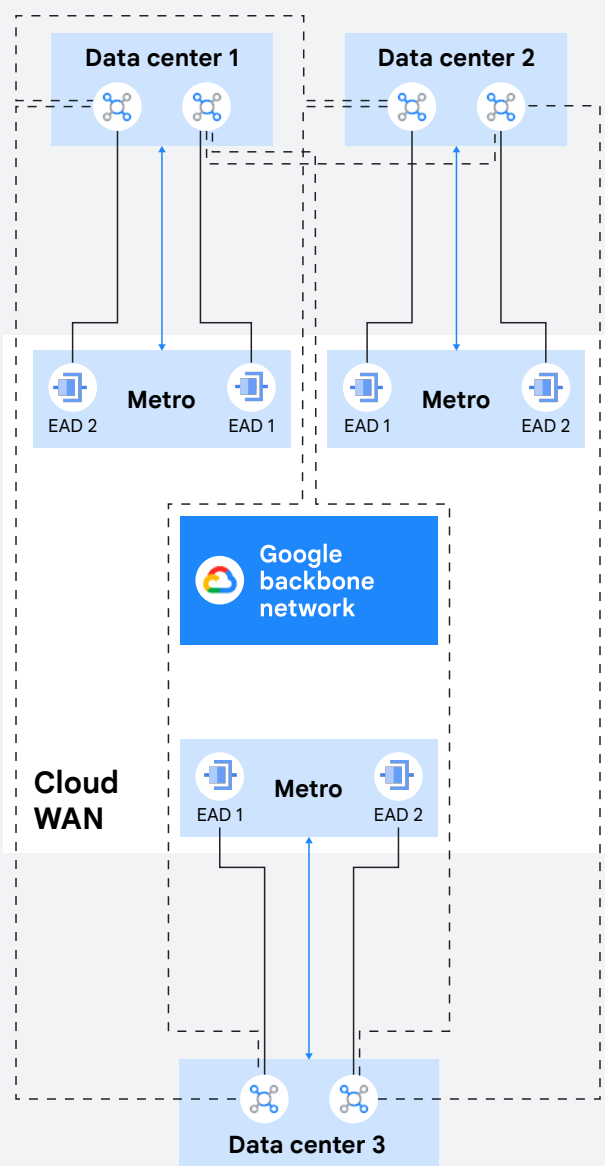 Data center 1
Data center 2
EAD 2
Metro
EAD 1
EAD 1
Metro
EAD 2
Google
backbone
network
Cloud
WAN
EAD 1
Metro
EAD 2
Data center 3